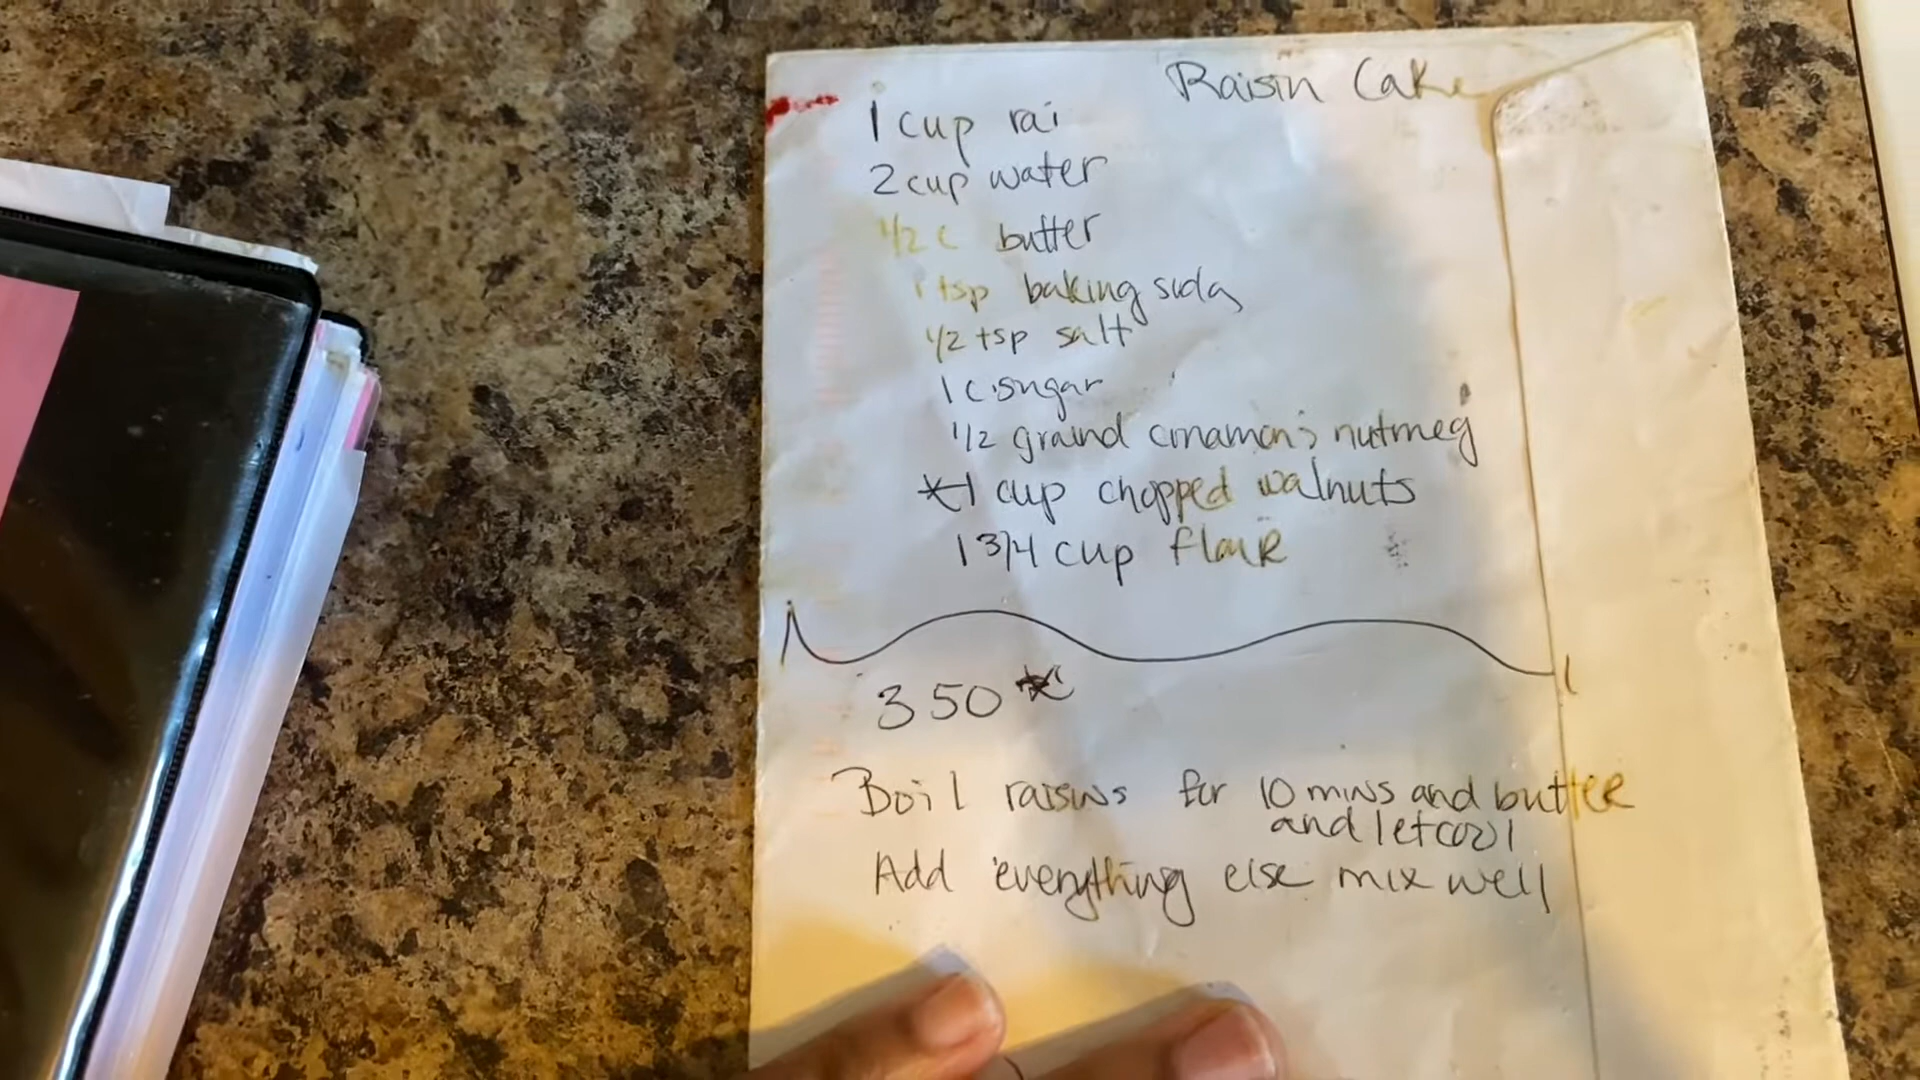 Raisin Cake
1 cup rai
2 cup water
1/2 c butter
1 tsp baking soda
1/2 tsp salt
1 c sugar
1/2 ground cinamon; nutmeg
*1 cup chopped walnuts
1 3/4 cup flour
350 *
Boil raisins for 10 mins and butter
and let cool
Add everything else mix well